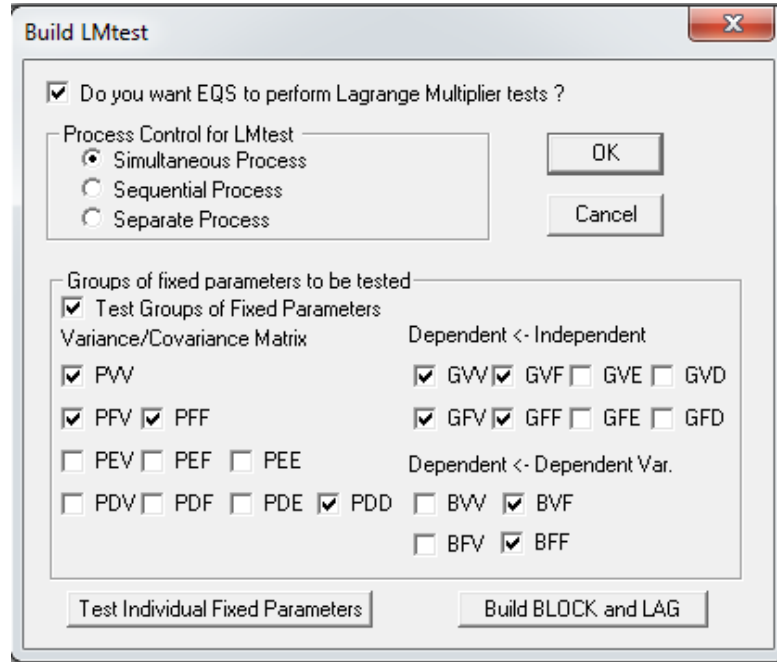 Build LMtest
Do you want EQS to perform Lagrange Multiplier tests ?
Process Control for LMtest
Simultaneous Process
Sequential Process
Separate Process
OK
Cancel
Groups of fixed parameters to be tested
Test Groups of Fixed Parameters
Variance/Covariance Matrix
PVV
PFV PFF
PEV PEF PEE
PDV PDF PDE PDD
Dependent <- Independent
GVV GVF GVE GVD
GFV GFF GFE GFD
Dependent <- Dependent Var.
BVV BVF
BFV BFF
Test Individual Fixed Parameters
Build BLOCK and LAG